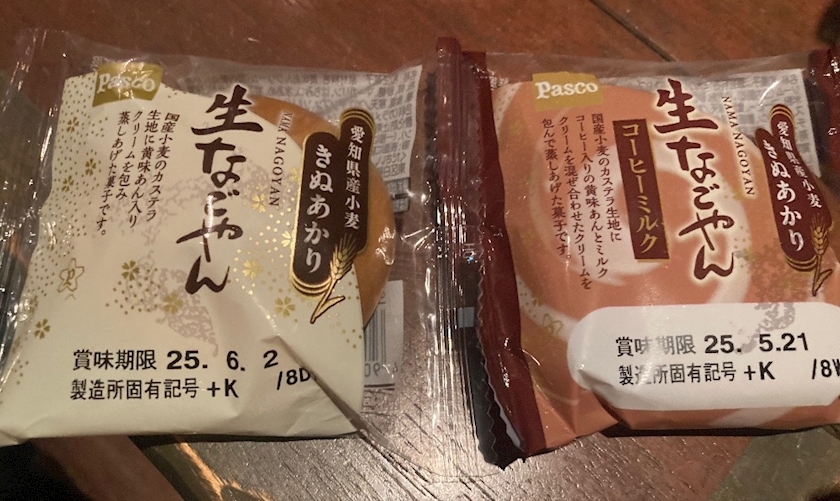 Pasco
生なごやん
NAMA NAGOYAN
愛知県産小麦
きぬあかり
国産小麦のカステラ
生地に黄味あん入り
クリームを包み
蒸しあげた菓子です。
賞味期限 25. 6. 2
製造所固有記号 +K /8D
Pasco
生なごやん
NAMA NAGOYAN
コーヒーミルク
愛知県産小麦
きぬあかり
国産小麦のカステラ生地に
コーヒー入りの黄味あんとミルク
クリームを混ぜ合わせたクリームを
包んで蒸しあげた菓子です。
賞味期限 25. 5.21
製造所固有記号 +K /8